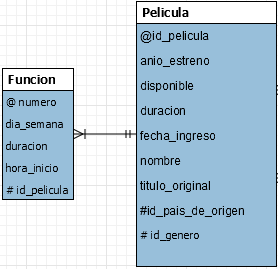 Funcion
@ numero
dia_semana
duracion
hora_inicio
# id_pelicula
Pelicula
@id_pelicula
anio_estreno
disponible
duracion
fecha_ingreso
nombre
titulo_original
#id_pais_de_origen
# id_genero